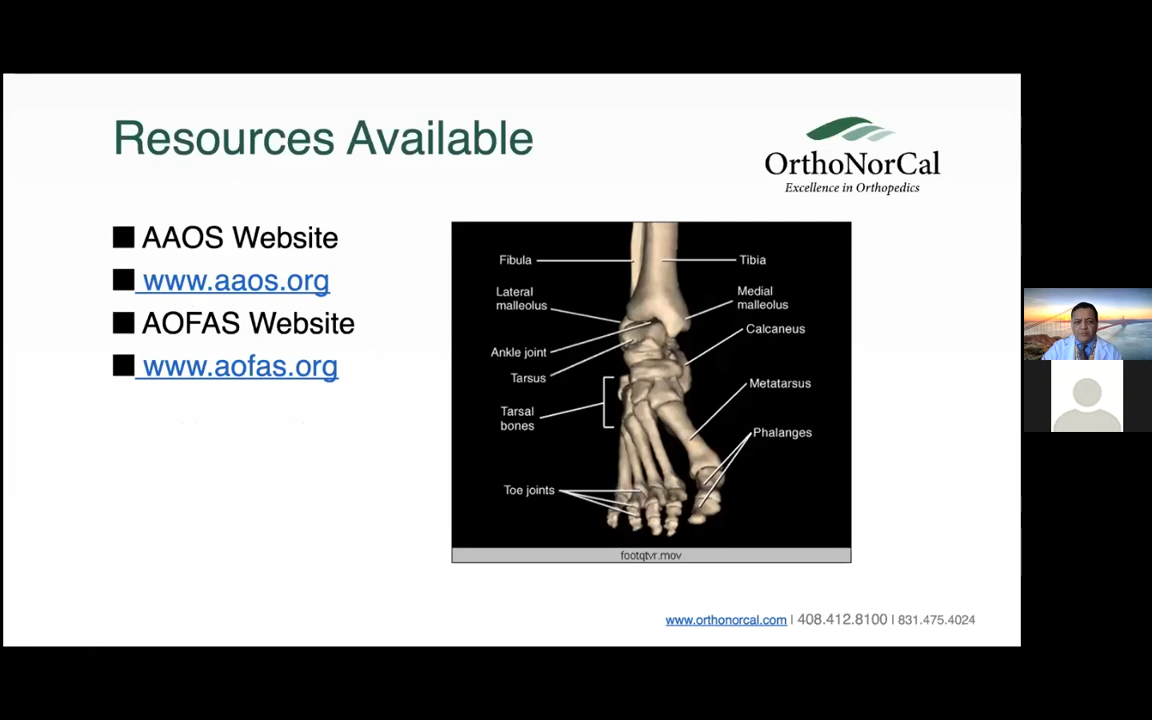 Resources Available
OrthoNorCal
Excellence in Orthopedics
AAOS Website
www.aaos.org
AOFAS Website
www.aofas.org
Fibula
Tibia
Lateral
malleolus
Medial
malleolus
Calcaneus
Ankle joint
Tarsus
Metatarsus
Tarsal
bones
Phalanges
Toe joints
footqtvr.mov
www.orthonorcal.com | 408.412.8100 | 831.475.4024